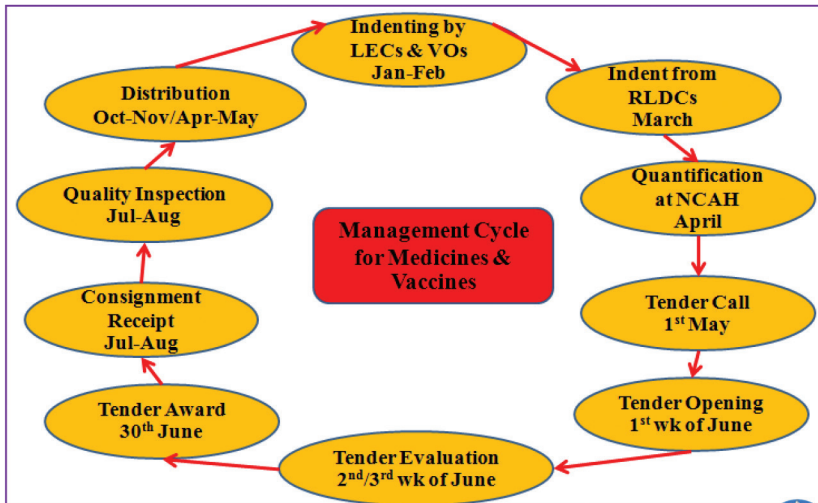 Indenting by
LECs & VOs
Jan-Feb
Indent from
RLDCs
March
Quantification
at NCAH
April
Tender Call
1st May
Tender Opening
1st wk of June
Tender Evaluation
2nd/3rd wk of June
Tender Award
30th June
Consignment
Receipt
Jul-Aug
Quality Inspection
Jul-Aug
Distribution
Oct-Nov/Apr-May
Management Cycle
for Medicines &
Vaccines